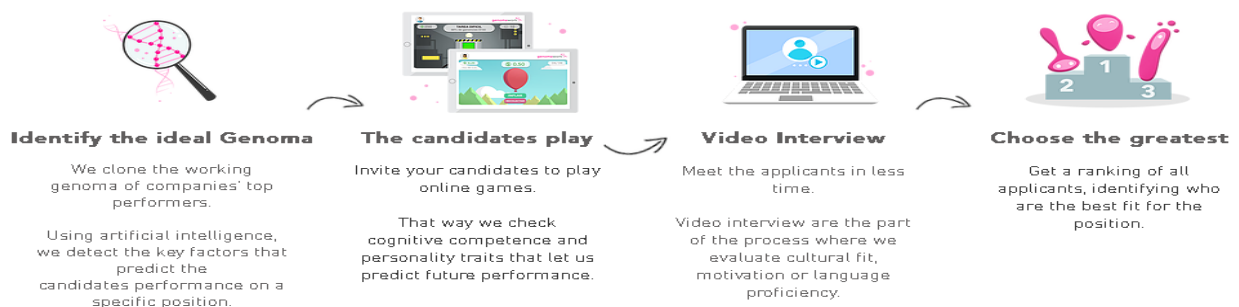 Identify the ideal Genoma
We clone the working
genoma of companies' top
performers.
Using artificial intelligence,
we detect the key factors that
predict the
candidates performance on a
specific position.
The candidates play
Invite your candidates to play
online games.
That way we check
cognitive competence and
personality traits that let us
predict future performance.
Video Interview
Meet the applicants in less
time.
Video interview are the part
of the process where we
evaluate cultural fit,
motivation or language
proficiency.
1
2
3
Choose the greatest
Get a ranking of all
applicants, identifying who
are the best fit for the
position.